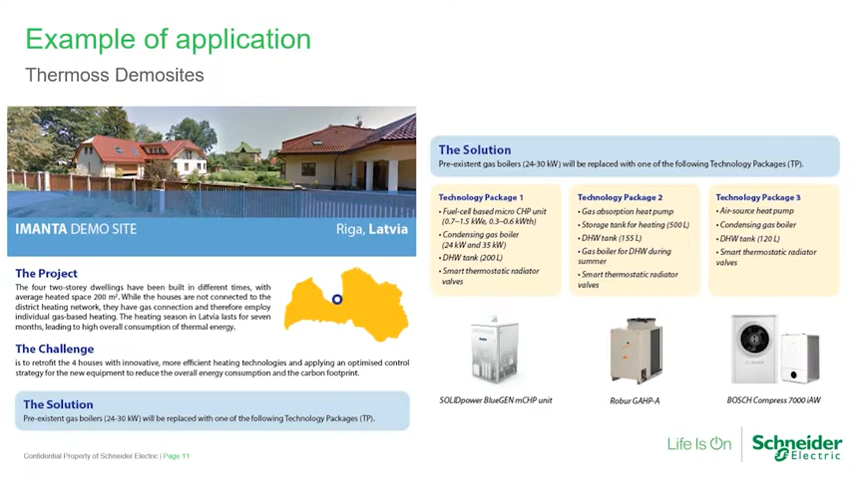 Example of application
Thermoss Demosites
IMANTA DEMO SITE
Riga, Latvia
The Project
The four two-storey dwellings have been built in different times, with
average heated space 200 m². While the houses are not connected to the
district heating network, they have gas connection and therefore employ
individual gas-based heating. The heating season in Latvia lasts for seven
months, leading to high overall consumption of thermal energy.
The Challenge
is to retrofit the 4 houses with innovative, more efficient heating technologies and applying an optimised control
strategy for the new equipment to reduce the overall energy consumption and the carbon footprint.
The Solution
Pre-existent gas boilers (24-30 kW) will be replaced with one of the following Technology Packages (TP).
The Solution
Pre-existent gas boilers (24-30 kW) will be replaced with one of the following Technology Packages (TP).
Technology Package 1
• Fuel-cell based micro CHP unit
(0.7–1.5 kWe, 0.3–0.6 kWth)
• Condensing gas boiler
(24 kW and 35 kW)
• DHW tank (200 L)
• Smart thermostatic radiator
valves
Technology Package 2
• Gas absorption heat pump
• Storage tank for heating (500 L)
• DHW tank (155 L)
• Gas boiler for DHW during
summer
• Smart thermostatic radiator
valves
Technology Package 3
• Air-source heat pump
• Condensing gas boiler
• DHW tank (120 L)
• Smart thermostatic radiator
valves
SOLIDpower BlueGEN mCHP unit
Robur GAHP-A
BOSCH Compress 7000 iAW
Confidential Property of Schneider Electric | Page 11
Life Is On
Schneider
Electric